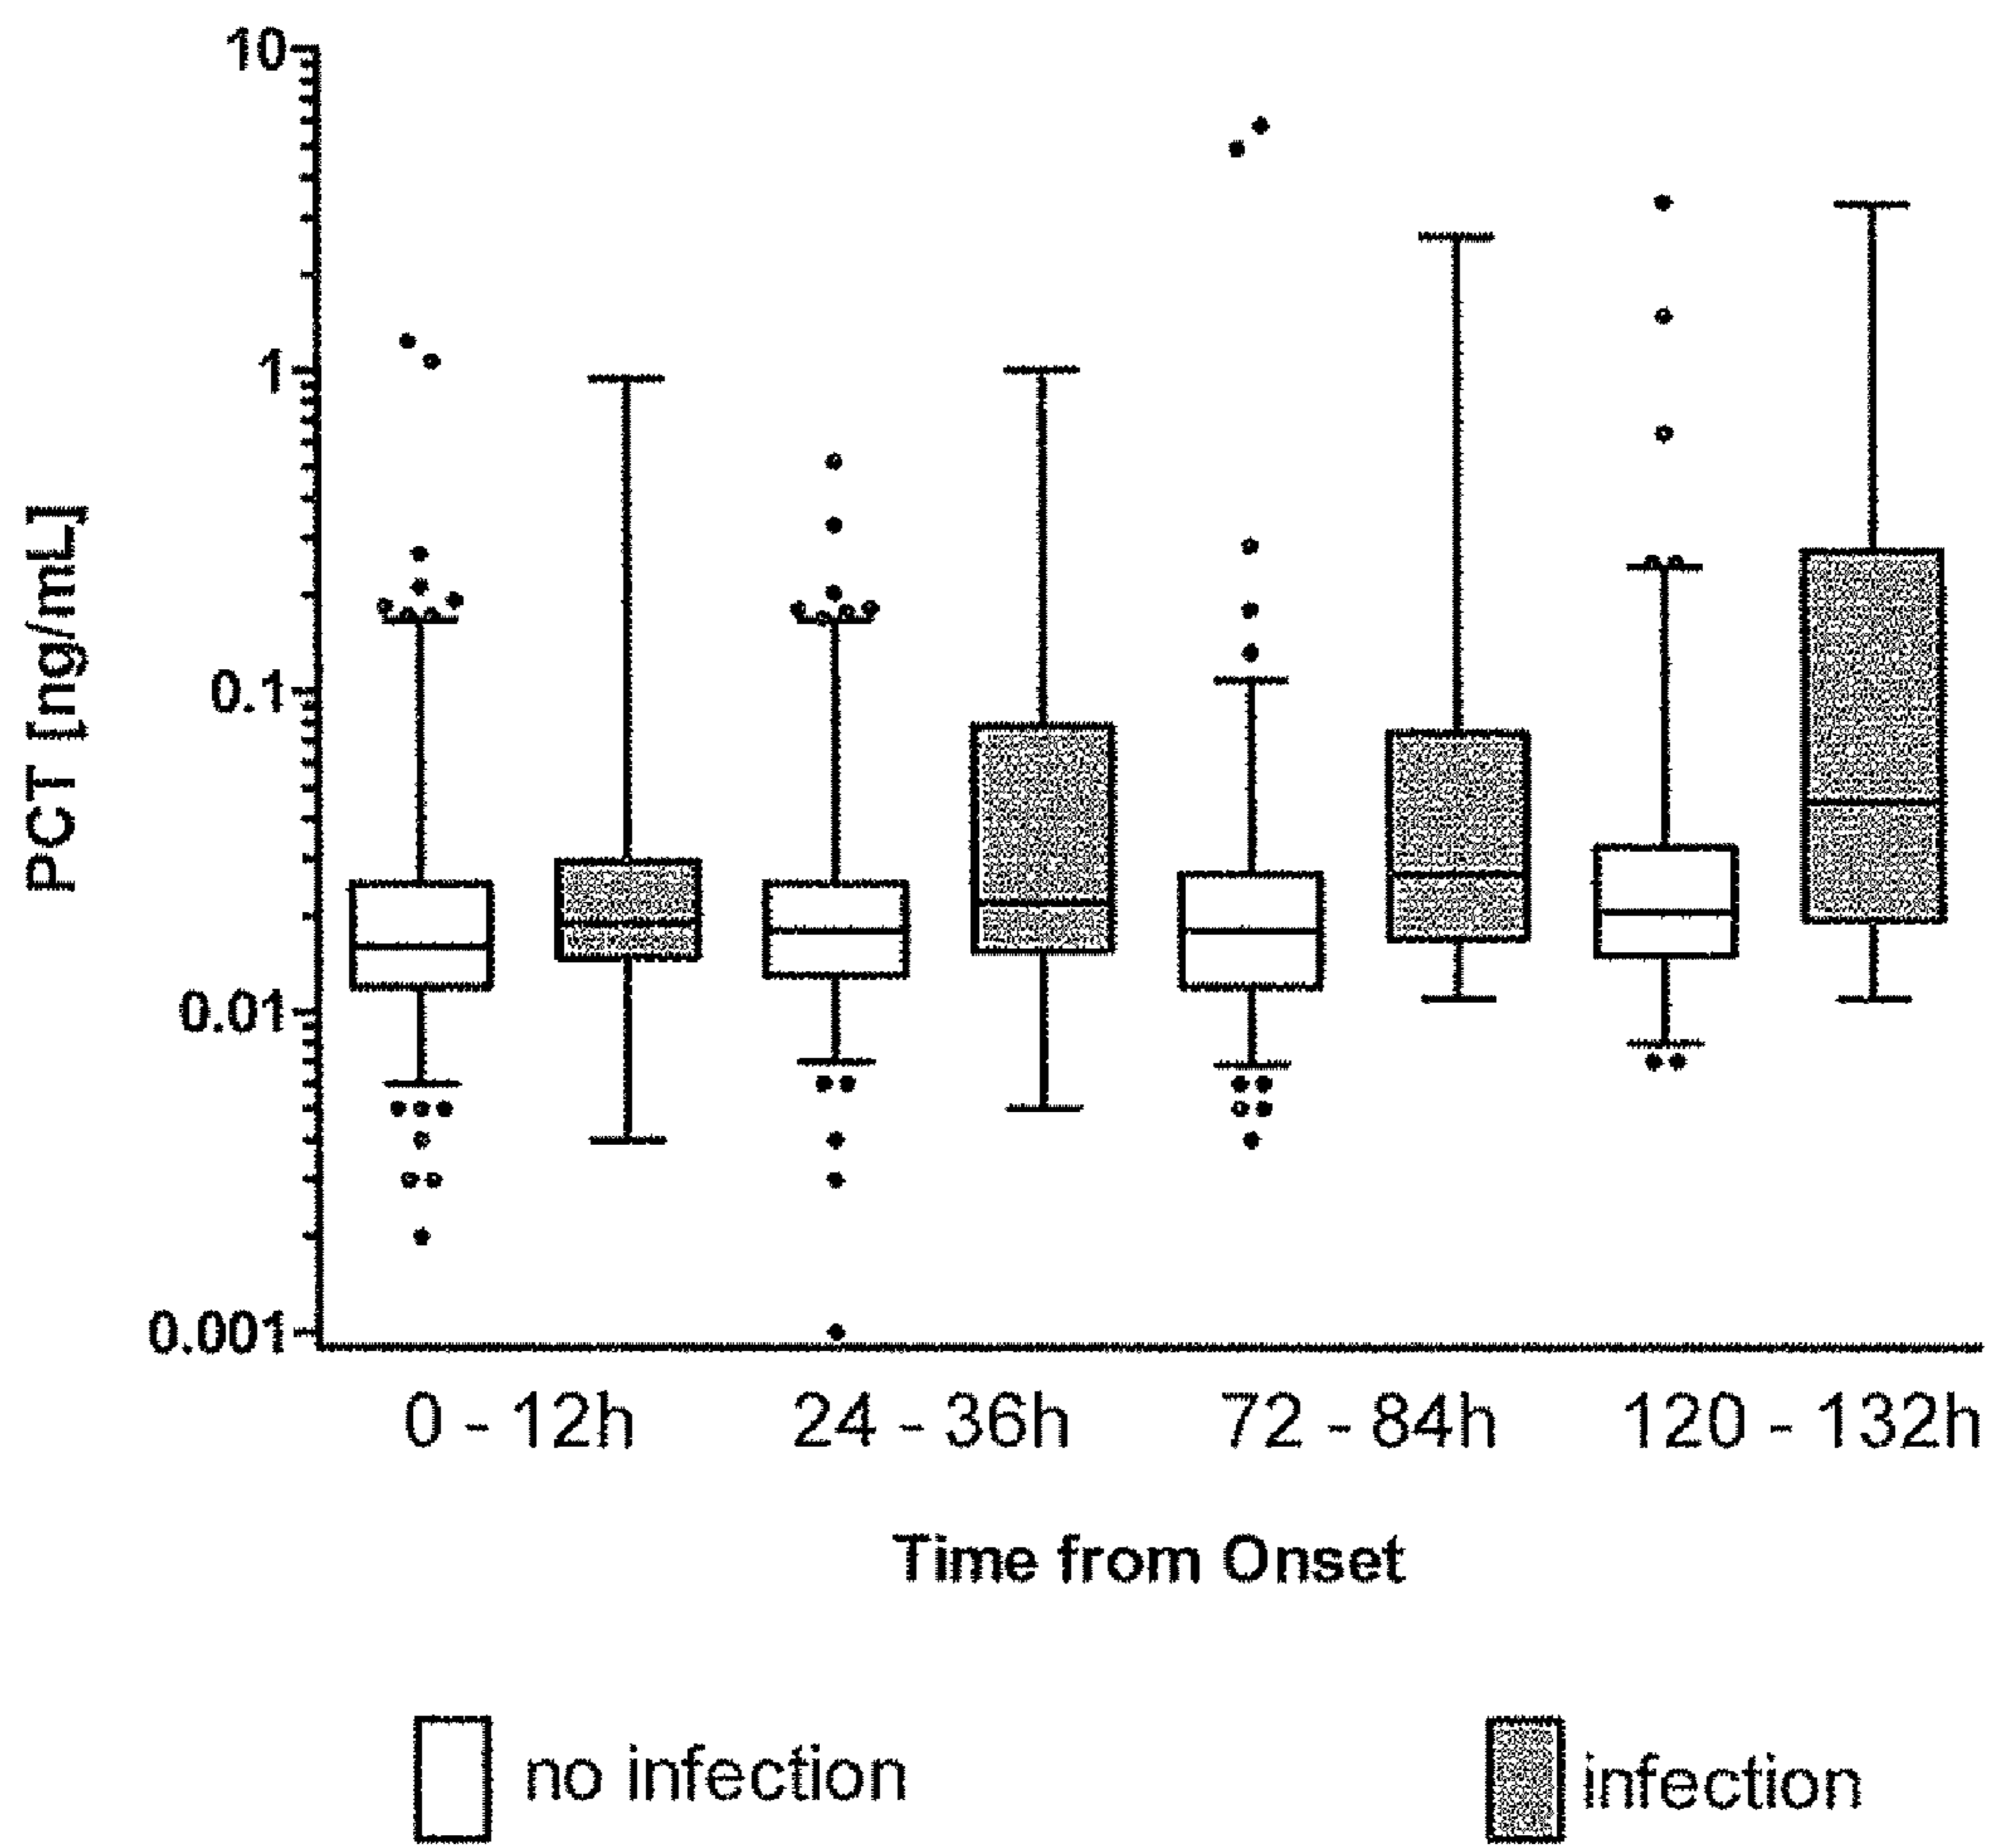 10
1
0.1
0.01
0.001
PCT [ng/mL]
0 - 12h
24 - 36h
72 - 84h
120 - 132h
Time from Onset
no infection
infection